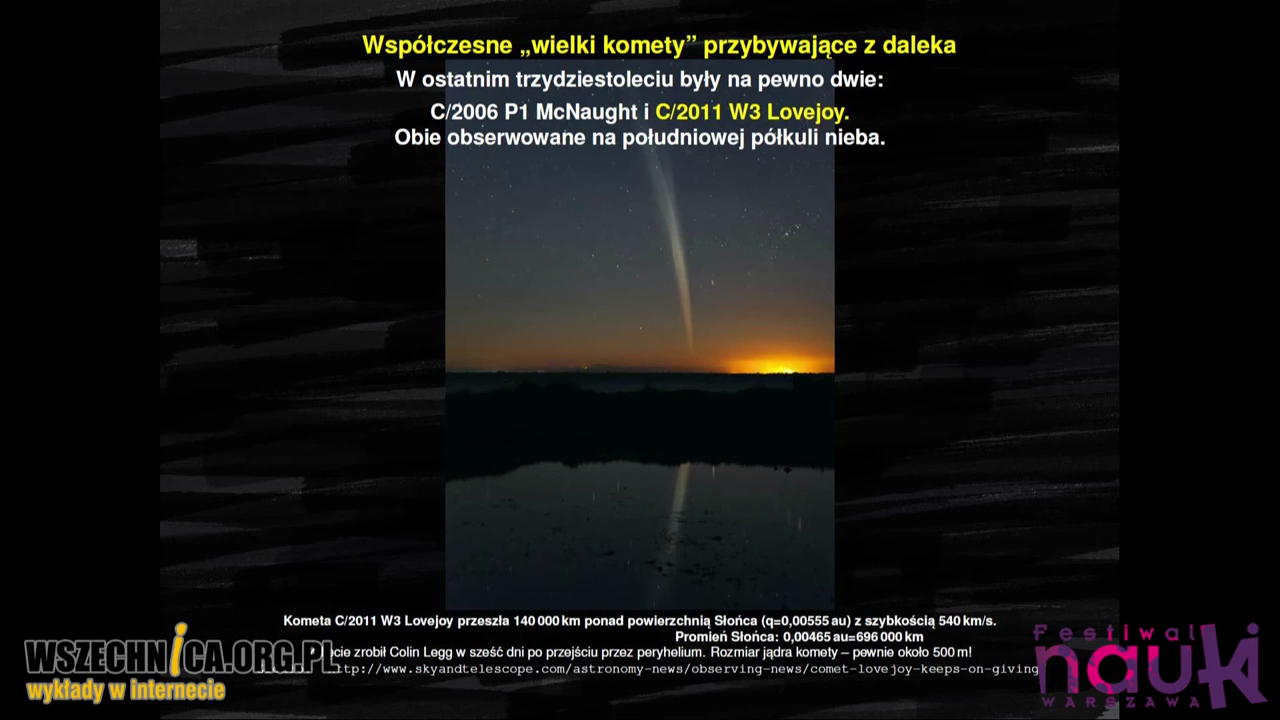 Współczesne „wielki komety” przybywające z daleka
W ostatnim trzydziestoleciu były na pewno dwie:
C/2006 P1 McNaught i C/2011 W3 Lovejoy.
Obie obserwowane na południowej półkuli nieba.
Kometa C/2011 W3 Lovejoy przeszła 140 000 km ponad powierzchnią Słońca (q=0,00555 au) z szybkością 540 km/s.
Promień Słońca: 0,00465 au=696 000 km
zrobił Colin Legg w sześć dni po przejściu przez peryhelium. Rozmiar jądra komety – pewnie około 500 m!
http://www.skyandtelescope.com/astronomy-news/observing-news/comet-lovejoy-keeps-on-giving
WSZECHNICA.ORG.PL
wykłady w internecie
Festiwal
nauki
WARSZAWA